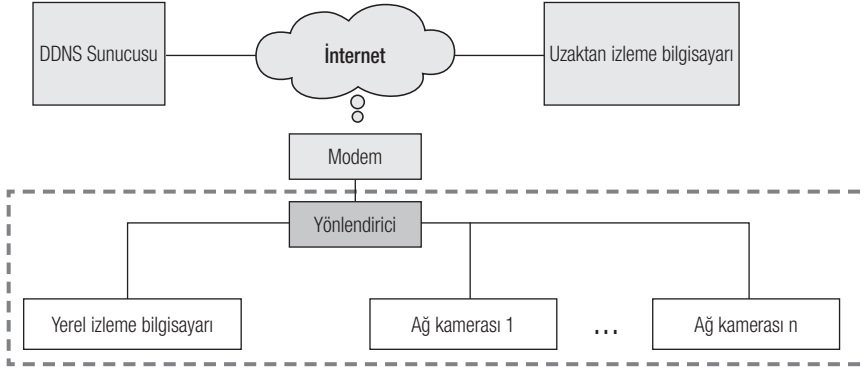 DDNS Sunucusu
İnternet
Uzaktan izleme bilgisayarı
Modem
Yönlendirici
Yerel izleme bilgisayarı
Ağ kamerası 1
...
Ağ kamerası n